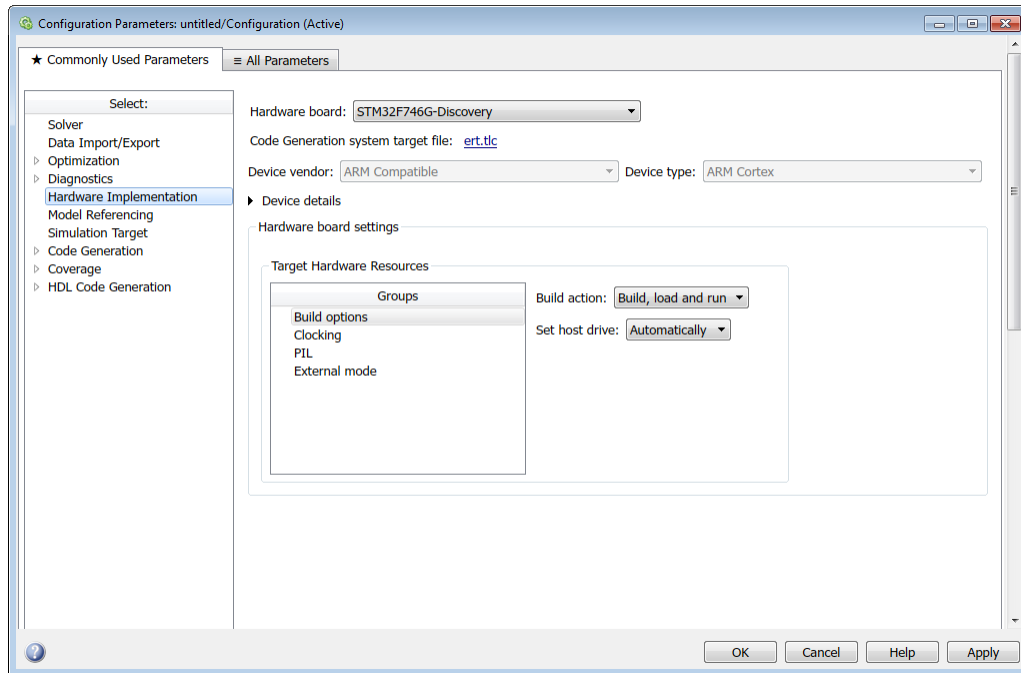 Configuration Parameters: untitled/Configuration (Active)
★ Commonly Used Parameters
≡ All Parameters
Select:
Solver
Data Import/Export
Optimization
Diagnostics
Hardware Implementation
Model Referencing
Simulation Target
Code Generation
Coverage
HDL Code Generation
Hardware board: STM32F746G-Discovery
Code Generation system target file: ert.tlc
Device vendor: ARM Compatible Device type: ARM Cortex
Device details
Hardware board settings
Target Hardware Resources
Groups
Build options
Clocking
PIL
External mode
Build action: Build, load and run
Set host drive: Automatically
?
OK Cancel Help Apply